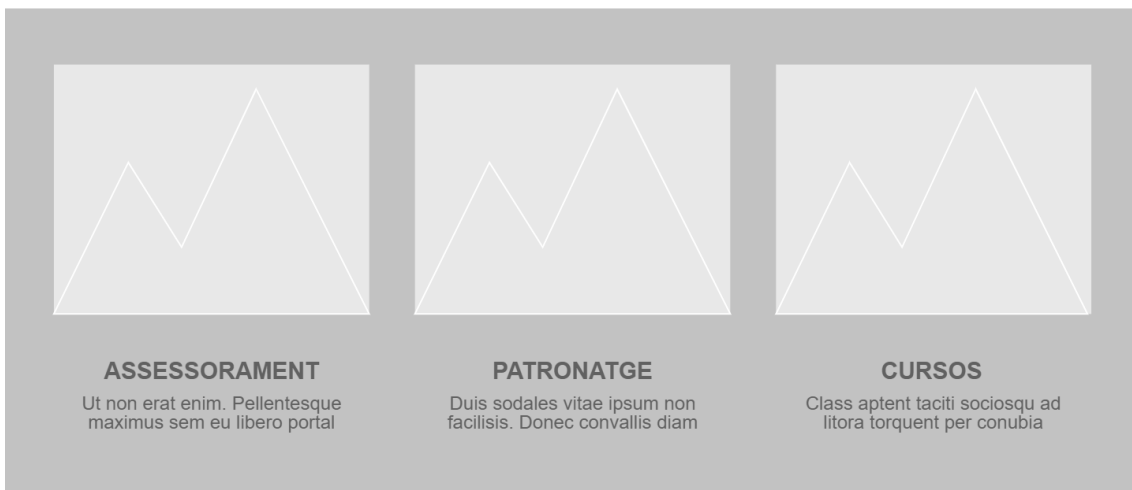 ASSESSORAMENT
Ut non erat enim. Pellentesque
maximus sem eu libero portal
PATRONATGE
Duis sodales vitae ipsum non
facilisis. Donec convallis diam
CURSOS
Class aptent taciti sociosqu ad
litora torquent per conubia